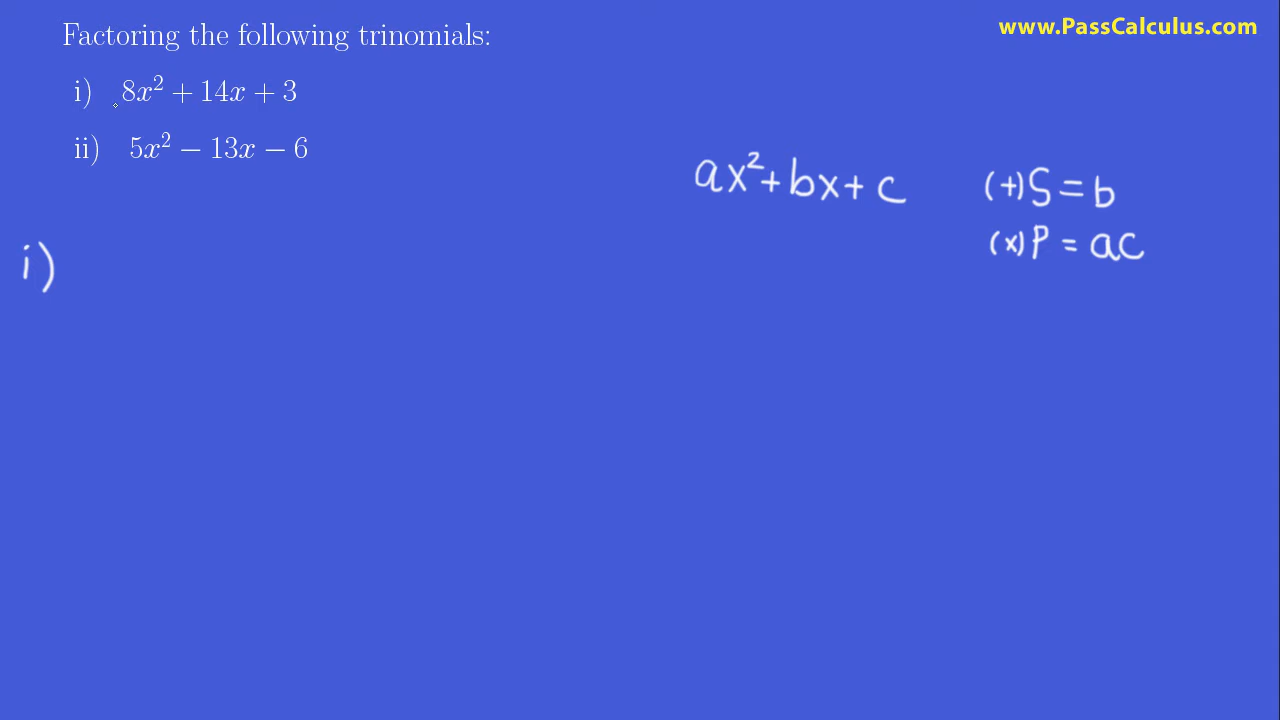 www.PassCalculus.com
Factoring the following trinomials:
i) 8x² + 14x + 3
ii) 5x² − 13x − 6
ax² + bx + c (+) S = b
(x) P = ac
i)